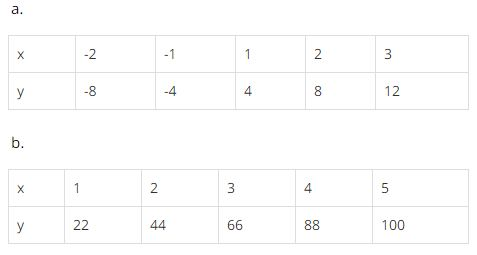 a.
x -2 -1 1 2 3
y -8 -4 4 8 12
b.
x 1 2 3 4 5
y 22 44 66 88 100